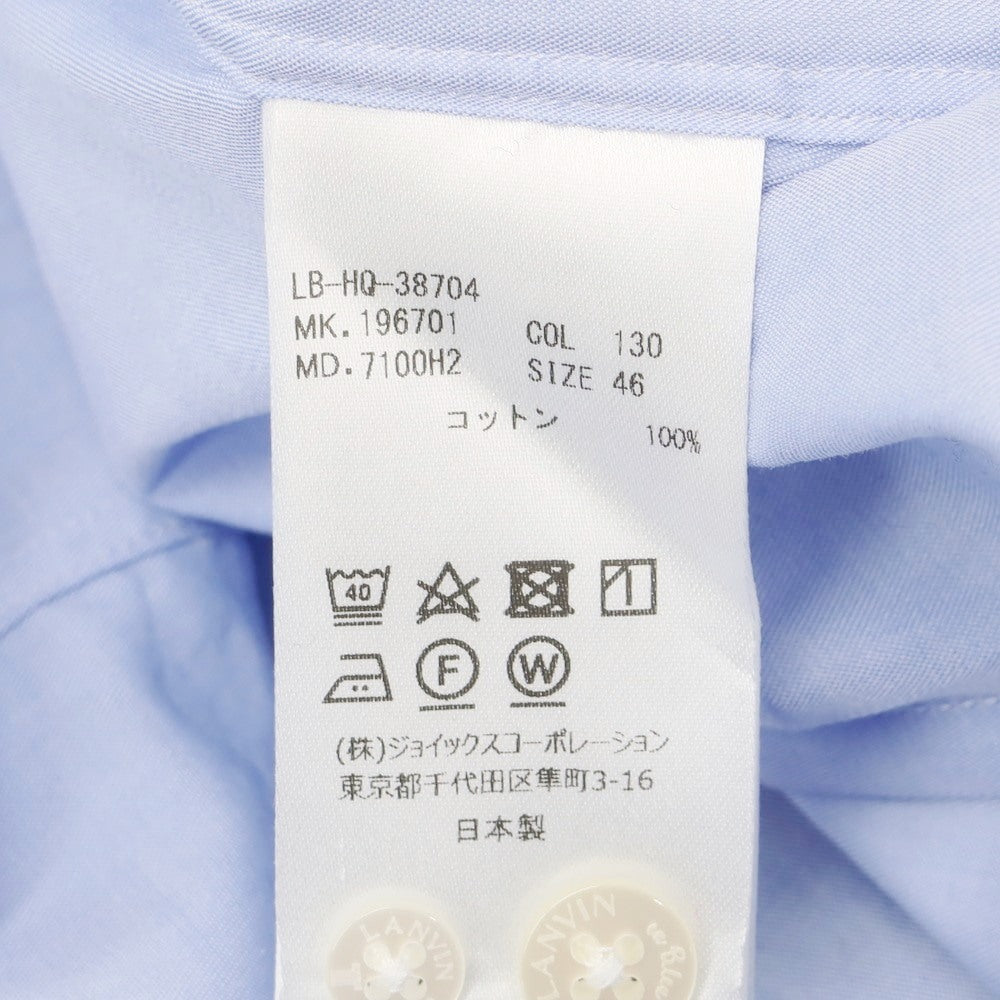 LB-HQ-38704
MK.196701 COL 130
MD.7100H2 SIZE 46
コットン 100%
40
F W
(株)ジョイックスコーポレーション
東京都千代田区隼町3-16
日本製
LANVIN
LANVIN